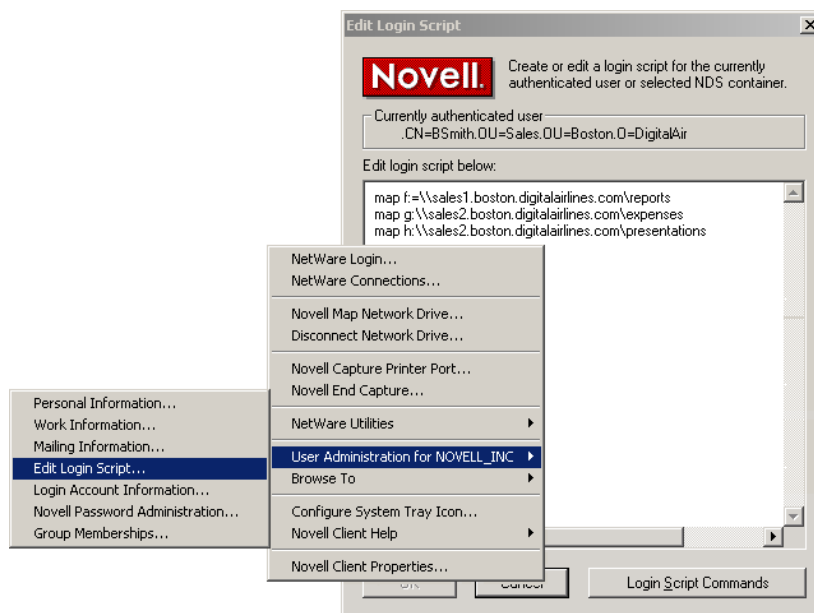 Edit Login Script
Novell.
Create or edit a login script for the currently
authenticated user or selected NDS container.
Currently authenticated user
.CN=BSmith.OU=Sales.OU=Boston.O=DigitalAir
Edit login script below:
map f:=\\sales1.boston.digitalairlines.com\reports
map g:\\sales2.boston.digitalairlines.com\expenses
map h:\\sales2.boston.digitalairlines.com\presentations
NetWare Login...
NetWare Connections...
Novell Map Network Drive...
Disconnect Network Drive...
Novell Capture Printer Port...
Novell End Capture...
NetWare Utilities
User Administration for NOVELL_INC
Browse To
Configure System Tray Icon...
Novell Client Help
Novell Client Properties...
Personal Information...
Work Information...
Mailing Information...
Edit Login Script...
Login Account Information...
Novell Password Administration...
Group Memberships...
Cancel
Login Script Commands